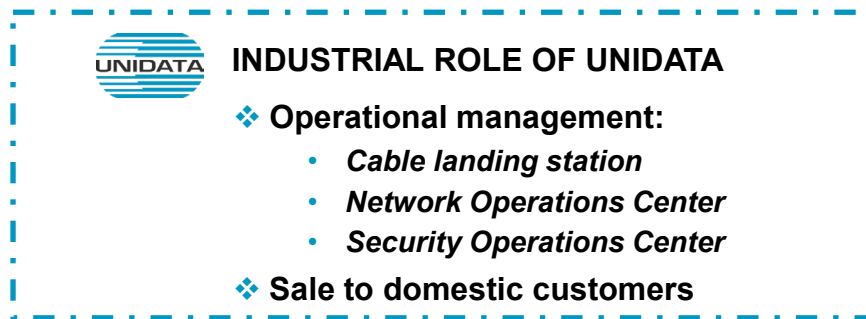 UNIDATA
INDUSTRIAL ROLE OF UNIDATA
❖ Operational management:
• Cable landing station
• Network Operations Center
• Security Operations Center
❖ Sale to domestic customers